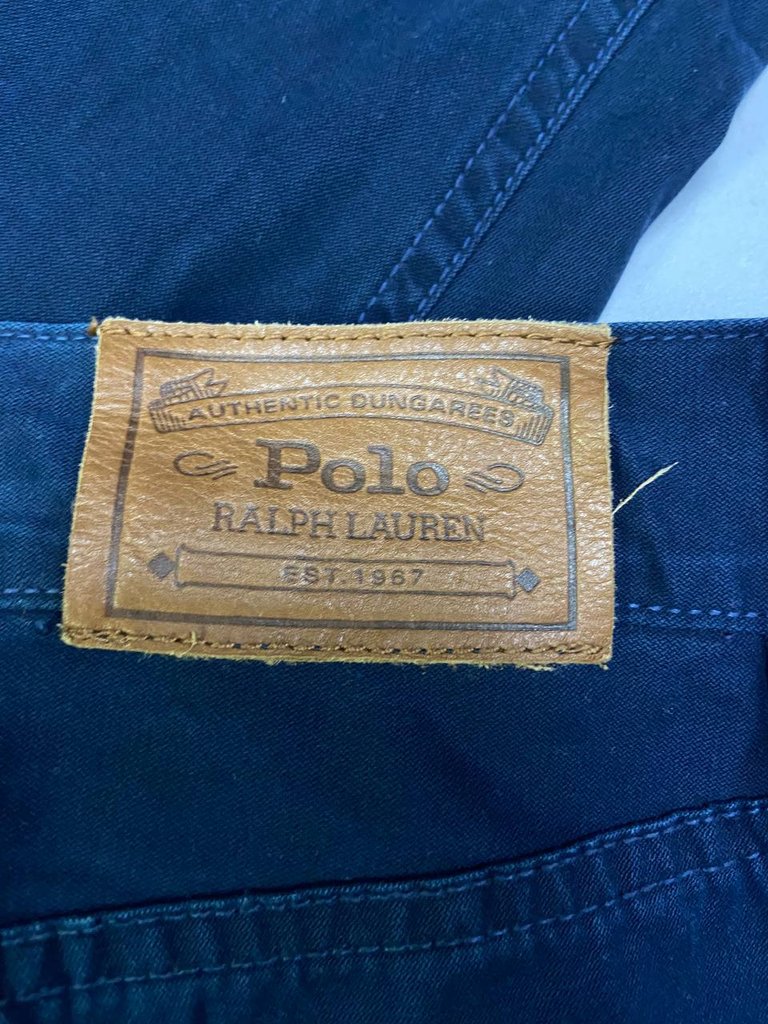 AUTHENTIC DUNGAREES
Polo
RALPH LAUREN
EST. 1967